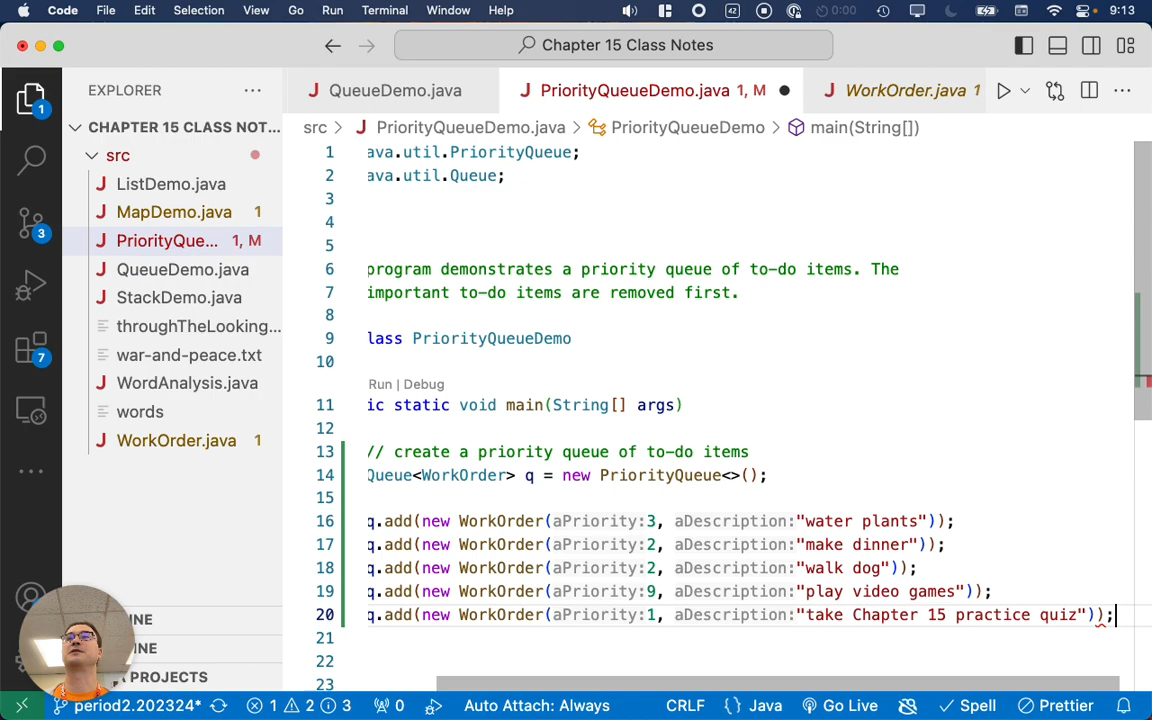 Code File Edit Selection View Go Run Terminal Window Help 42 0:00 9:13
Chapter 15 Class Notes
EXPLORER
QueueDemo.java
PriorityQueueDemo.java 1, M
WorkOrder.java 1
CHAPTER 15 CLASS NOT...
src
ListDemo.java
MapDemo.java 1
PriorityQue... 1, M
QueueDemo.java
StackDemo.java
throughTheLooking...
war-and-peace.txt
WordAnalysis.java
words
WorkOrder.java 1
1
3
7
NE
NE
PROJECTS
src > PriorityQueueDemo.java > PriorityQueueDemo > main(String[])
1 ava.util.PriorityQueue;
2 ava.util.Queue;
3
4
5
6 program demonstrates a priority queue of to-do items. The
7 important to-do items are removed first.
8
9 lass PriorityQueueDemo
10
Run | Debug
11 ic static void main(String[] args)
12
13 // create a priority queue of to-do items
14 Queue<WorkOrder> q = new PriorityQueue<>();
15
16 q.add(new WorkOrder(aPriority:3, aDescription:"water plants"));
17 q.add(new WorkOrder(aPriority:2, aDescription:"make dinner"));
18 q.add(new WorkOrder(aPriority:2, aDescription:"walk dog"));
19 q.add(new WorkOrder(aPriority:9, aDescription:"play video games"));
20 q.add(new WorkOrder(aPriority:1, aDescription:"take Chapter 15 practice quiz"));
21
22
23
period2.202324* 1 2 3 0 Auto Attach: Always CRLF {} Java Go Live Spell Prettier